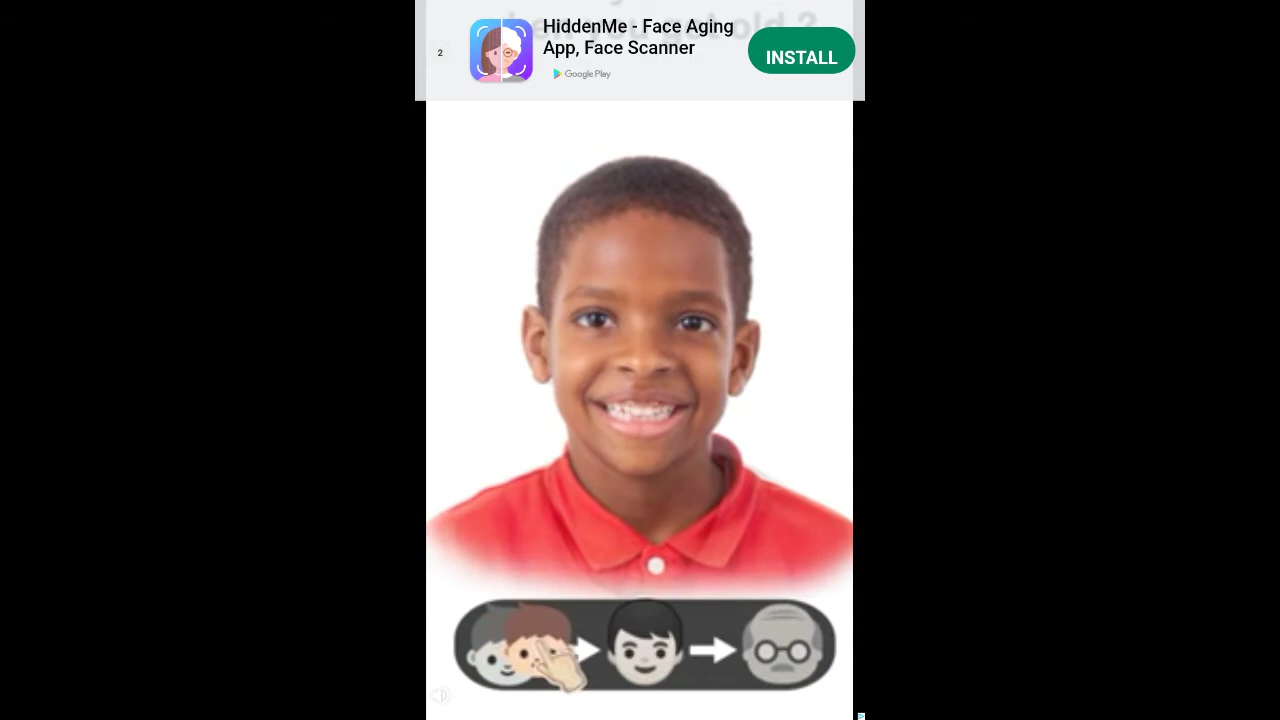 2
HiddenMe - Face Aging
App, Face Scanner
INSTALL
Google Play